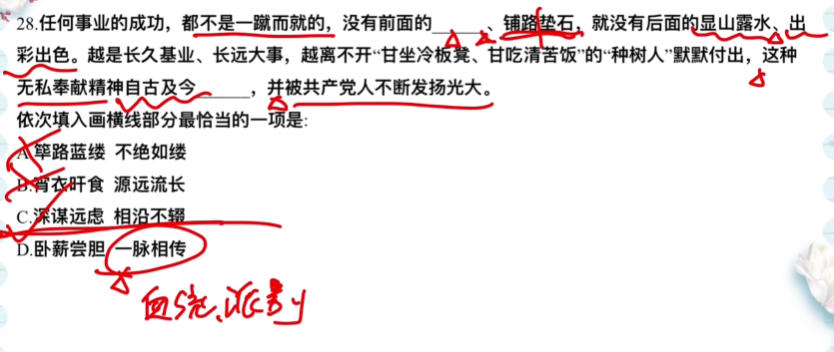 28.任何事业的成功，都不是一蹴而就的，没有前面的______、铺路垫石，就没有后面的显山露水、出
彩出色。越是长久基业、长远大事，越离不开“甘坐冷板凳、甘吃清苦饭”的“种树人”默默付出，这种
无私奉献精神自古及今______，并被共产党人不断发扬光大。
依次填入画横线部分最恰当的一项是:
A.筚路蓝缕 不绝如缕
B.宵衣旰食 源远流长
C.深谋远虑 相沿不辍
D.卧薪尝胆 一脉相传
血统、派别